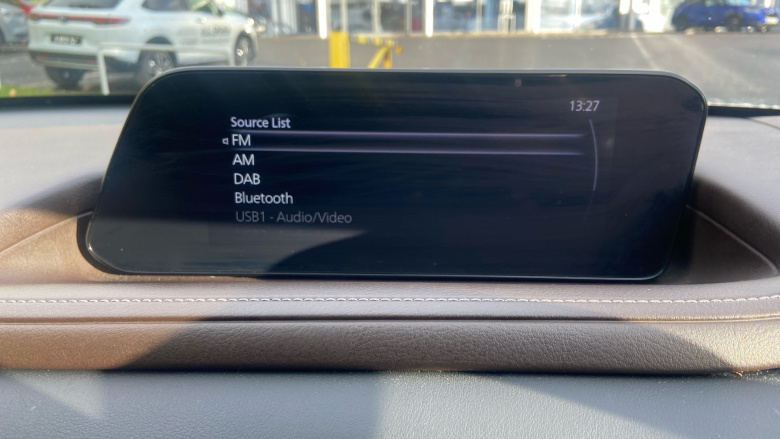 13:27
Source List
FM
AM
DAB
Bluetooth
USB1 - Audio/Video